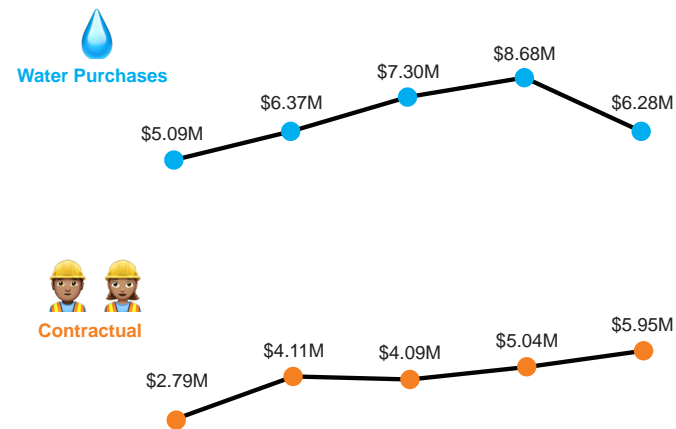 Water Purchases
$5.09M
$6.37M
$7.30M
$8.68M
$6.28M
Contractual
$2.79M
$4.11M
$4.09M
$5.04M
$5.95M